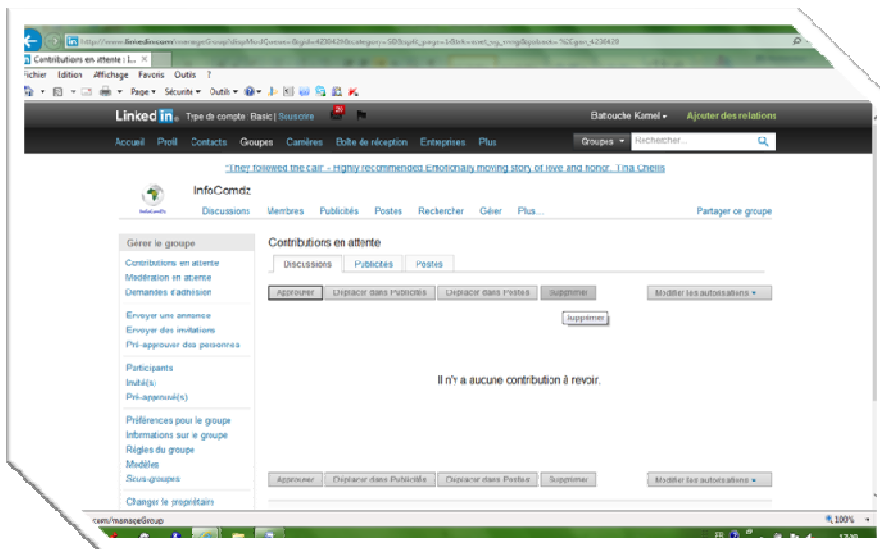 Contributions en attente : L... ×
Fichier Edition Affichage Favoris Outils ?
Page Sécurité Outils
Linked in. Type de compte Basic | Souscrire 20 Batouche Kamel Ajouter des relations
Accueil Profil Contacts Groupes Carrières Boîte de réception Entreprises Plus Groupes Rechercher...
"They followed the call" - Highly recommended Emotionally moving story of love and honor. Tina Chellis
InfoComdz
InfoComDz Discussions Membres Publicités Postes Rechercher Gérer Plus... Partager ce groupe
Gérer le groupe Contributions en attente
Contributions en attente Discussions Publicités Postes
Modération en attente
Demandes d'adhésion Approuver Déplacer dans Publicités Déplacer dans Postes Supprimer Modifier les autorisations
Envoyer une annonce Supprimer
Envoyer des invitations
Pré-approuver des personnes
Participants
Invité(s) Il n'y a aucune contribution à revoir.
Pré-approuvé(s)
Préférences pour le groupe
Informations sur le groupe
Règles du groupe
Modèles
Sous-groupes Approuver Déplacer dans Publicités Déplacer dans Postes Supprimer Modifier les autorisations
Changer le propriétaire
com/manageGroup 100%